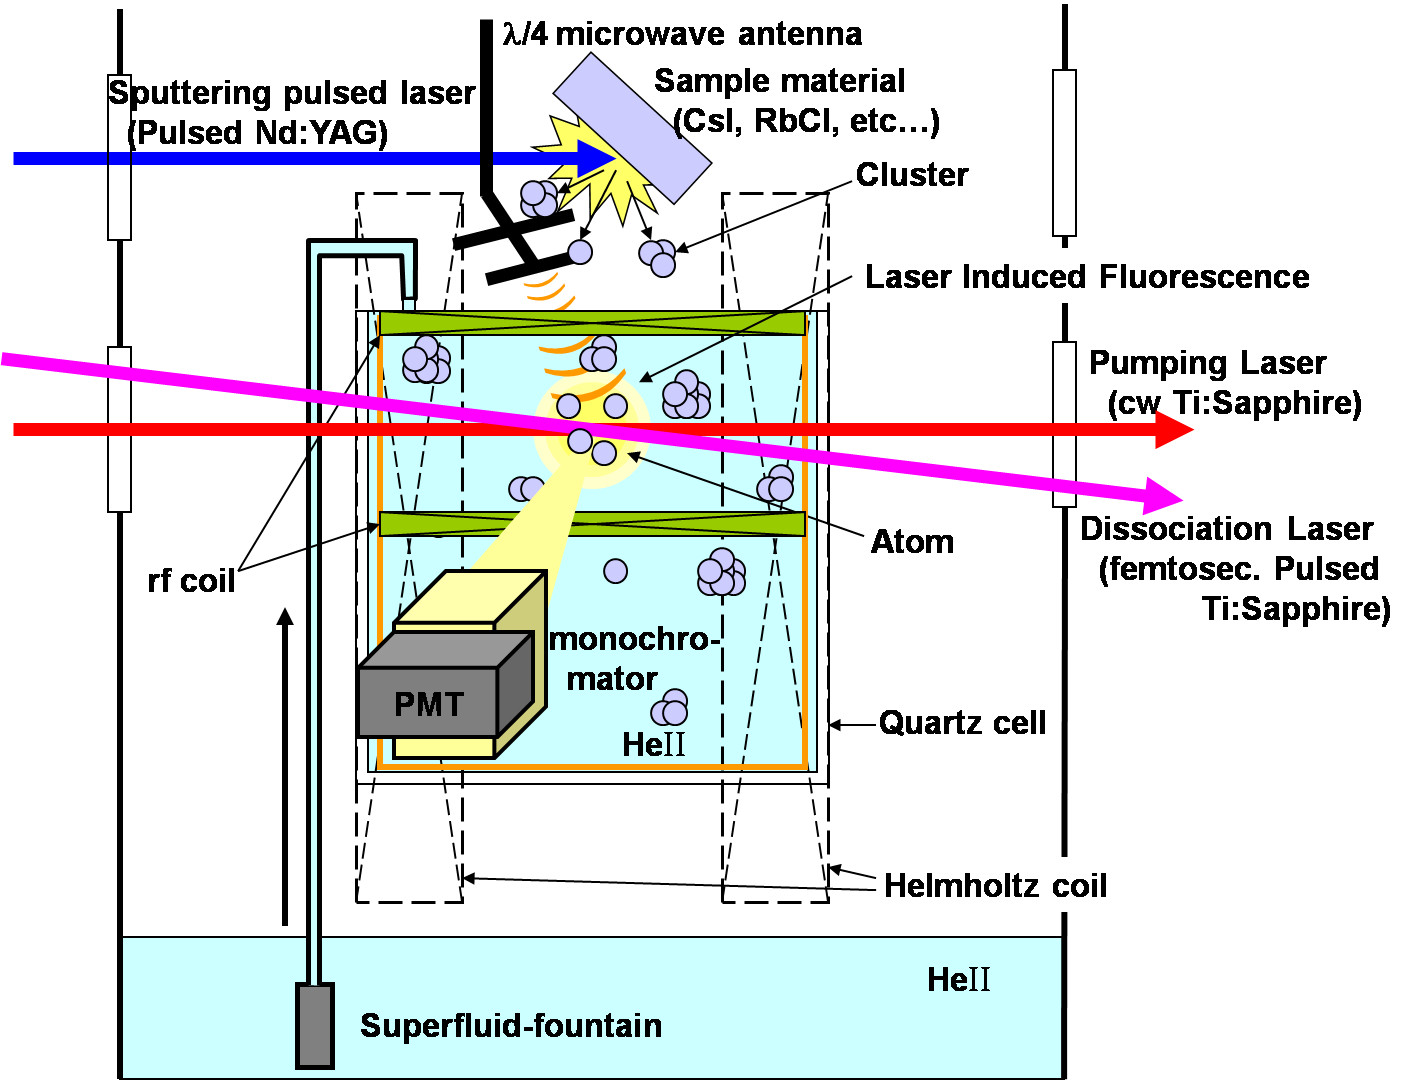 λ/4 microwave antenna
Sputtering pulsed laser
(Pulsed Nd:YAG)
Sample material
(CsI, RbCl, etc…)
Cluster
Laser Induced Fluorescence
Pumping Laser
(cw Ti:Sapphire)
Dissociation Laser
(femtosec. Pulsed
Ti:Sapphire)
Atom
rf coil
monochro-
mator
PMT
HeII
Quartz cell
Helmholtz coil
HeII
Superfluid-fountain